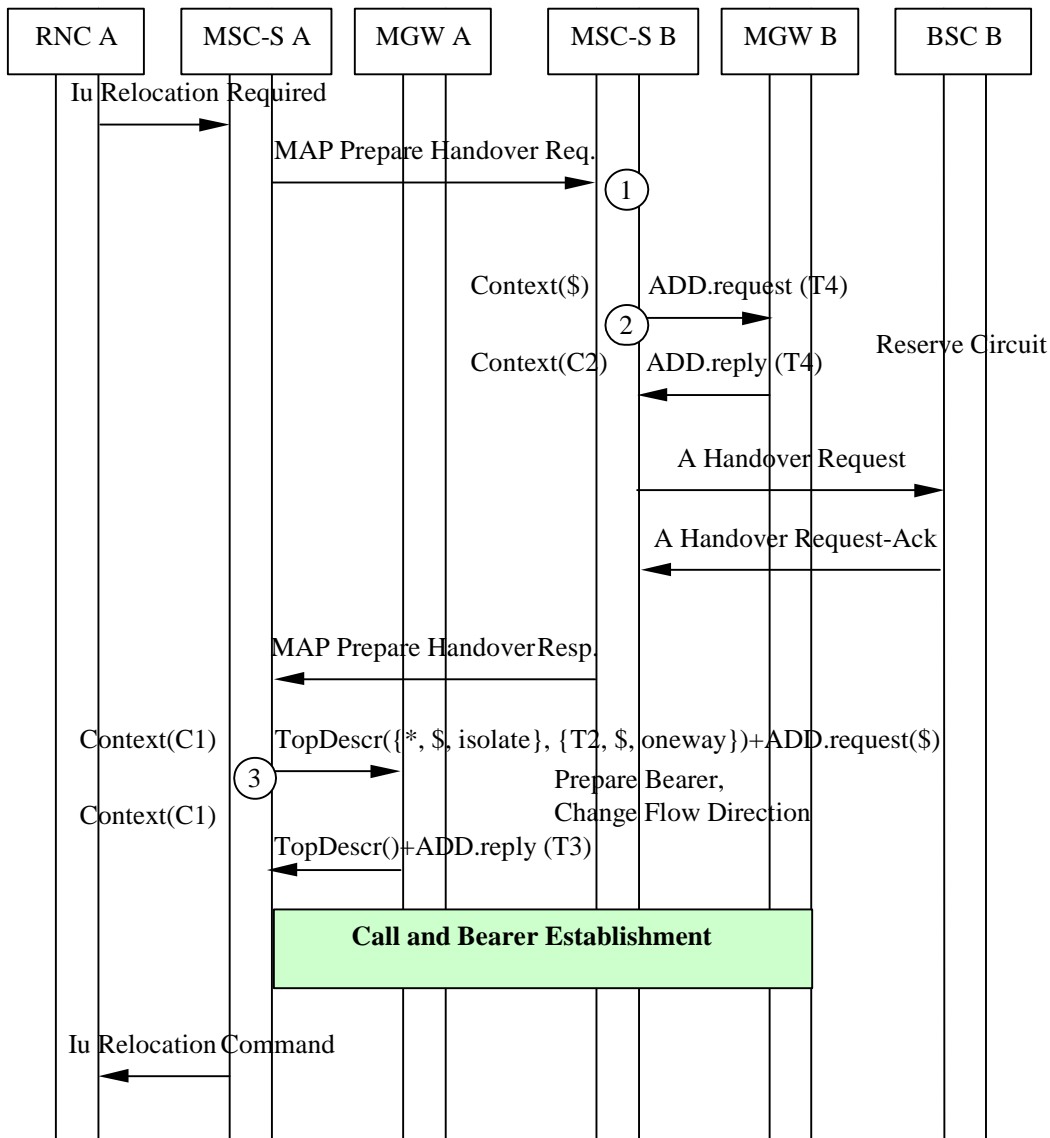 RNC A
MSC-S A
MGW A
MSC-S B
MGW B
BSC B
Iu Relocation Required
MAP Prepare Handover Req.
1
Context($)
ADD.request (T4)
2
Reserve Circuit
Context(C2)
ADD.reply (T4)
A Handover Request
A Handover Request-Ack
MAP Prepare Handover Resp.
Context(C1)
TopDescr({*, $, isolate}, {T2, $, oneway})+ADD.request($)
3
Prepare Bearer,
Change Flow Direction
Context(C1)
TopDescr()+ADD.reply (T3)
Call and Bearer Establishment
Iu Relocation Command